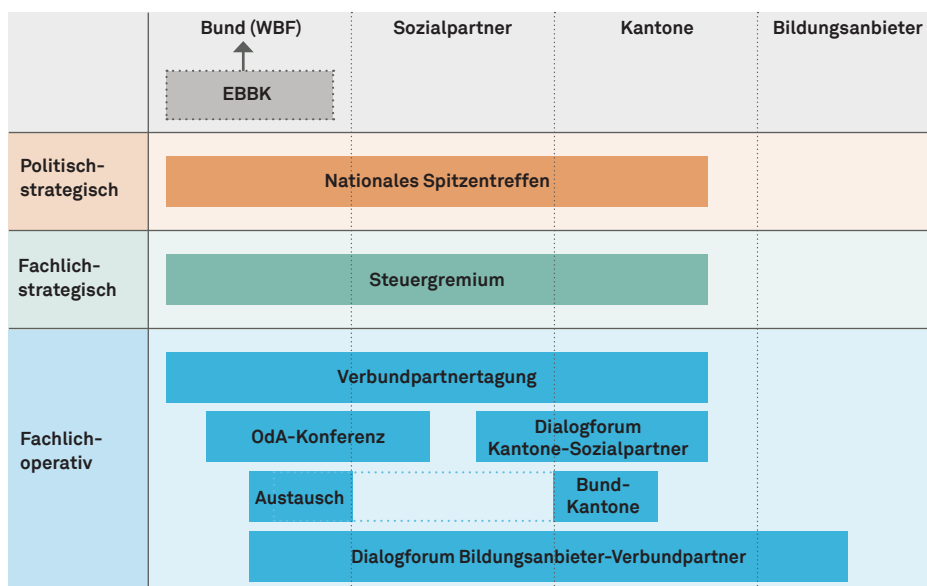 Bund (WBF)
Sozialpartner
Kantone
Bildungsanbieter
EBBK
Politisch-
strategisch
Nationales Spitzentreffen
Fachlich-
strategisch
Steuergremium
Fachlich-
operativ
Verbundpartnertagung
OdA-Konferenz
Dialogforum
Kantone-Sozialpartner
Austausch
Bund-
Kantone
Dialogforum Bildungsanbieter-Verbundpartner